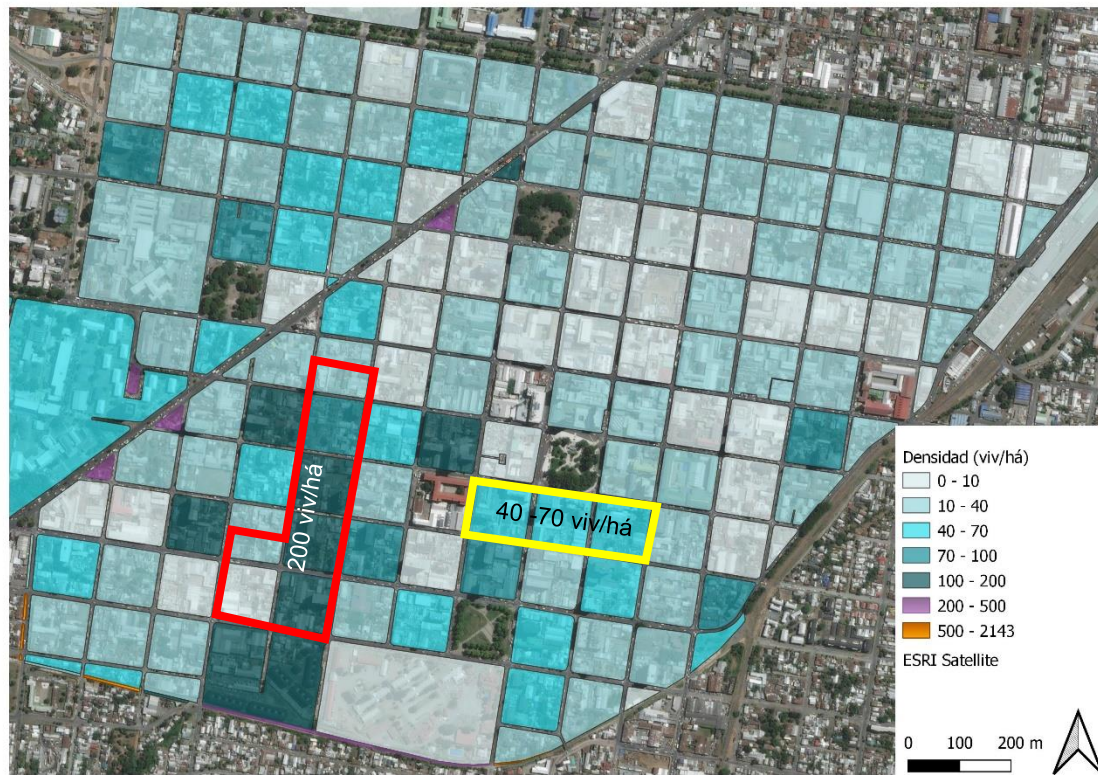 200 viv/há
40 -70 viv/há
Densidad (viv/há)
0 - 10
10 - 40
40 - 70
70 - 100
100 - 200
200 - 500
500 - 2143
ESRI Satellite
0 100 200 m